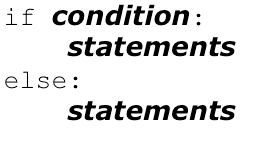 if condition:
    statements
else:
    statements